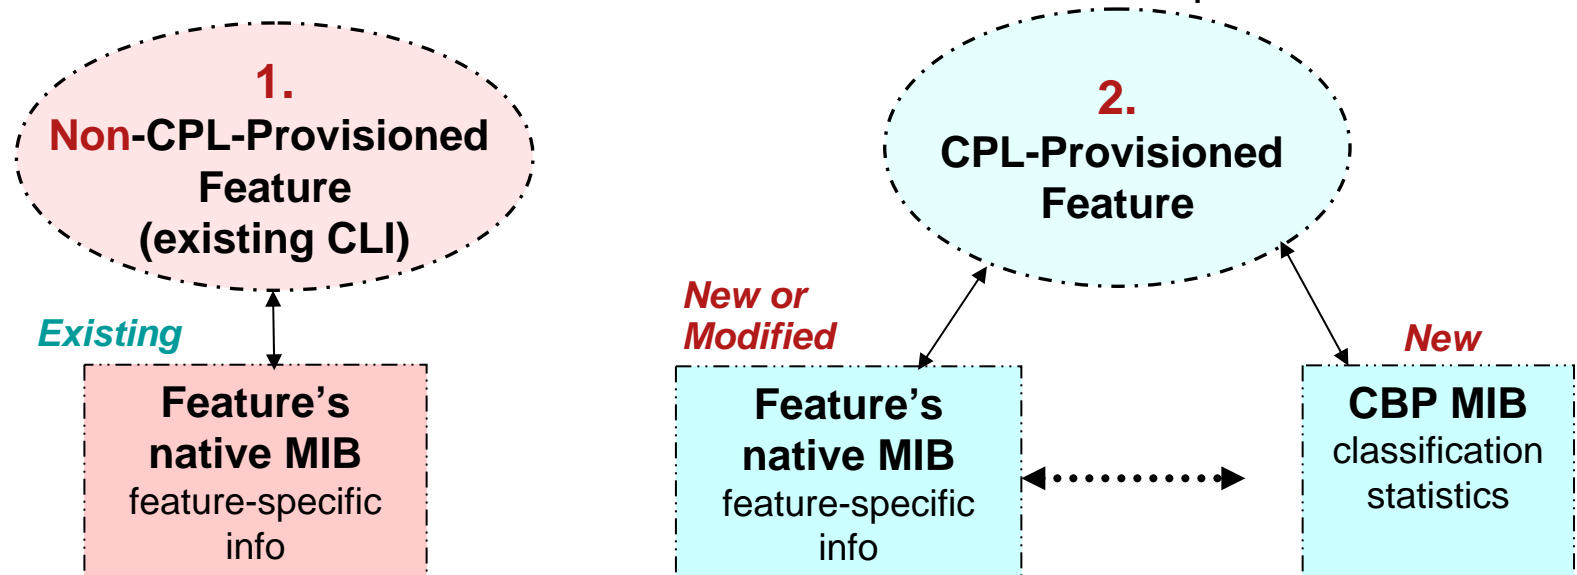 1.
Non-CPL-Provisioned
Feature
(existing CLI)
Existing
Feature’s
native MIB
feature-specific
info
2.
CPL-Provisioned
Feature
New or
Modified
New
Feature’s
native MIB
feature-specific
info
CBP MIB
classification
statistics